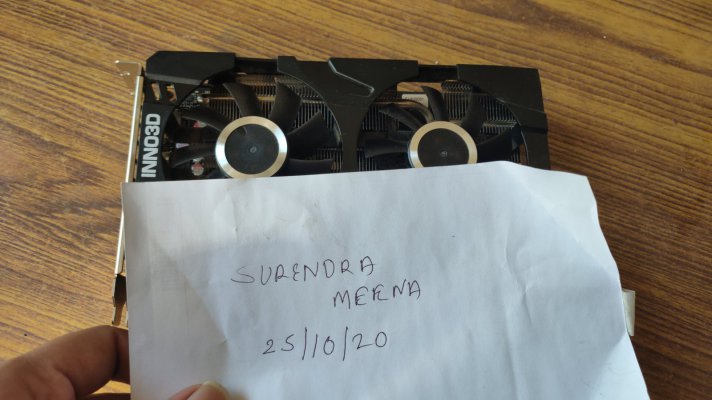 INNO3D
SURENDRA
MEENA
25/10/20